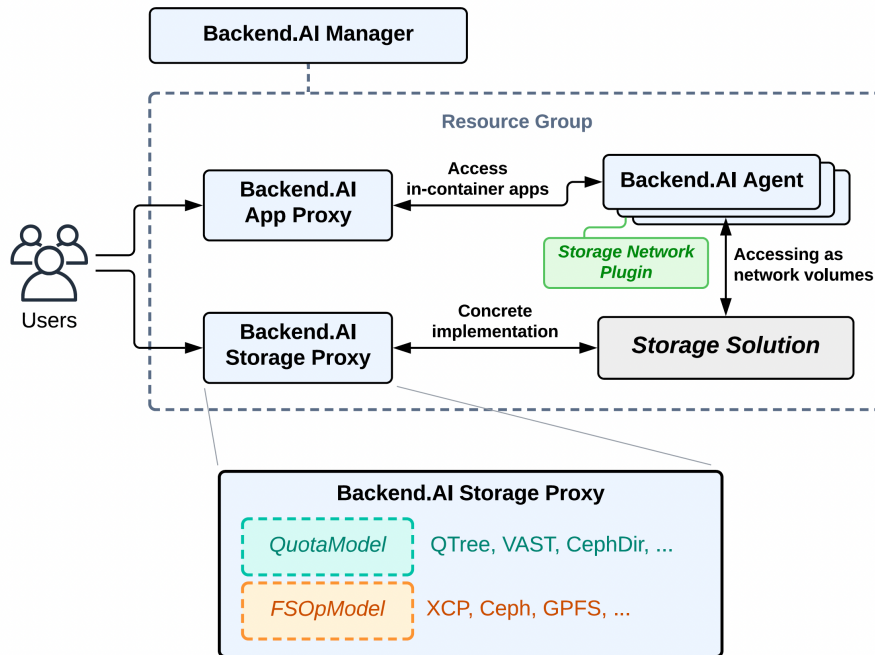 Backend.AI Manager
Resource Group
Backend.AI
App Proxy
Access
in-container apps
Backend.AI Agent
Storage Network
Plugin
Accessing as
network volumes
Users
Backend.AI
Storage Proxy
Concrete
implementation
Storage Solution
Backend.AI Storage Proxy
QuotaModel
QTree, VAST, CephDir, ...
FSOpModel
XCP, Ceph, GPFS, ...